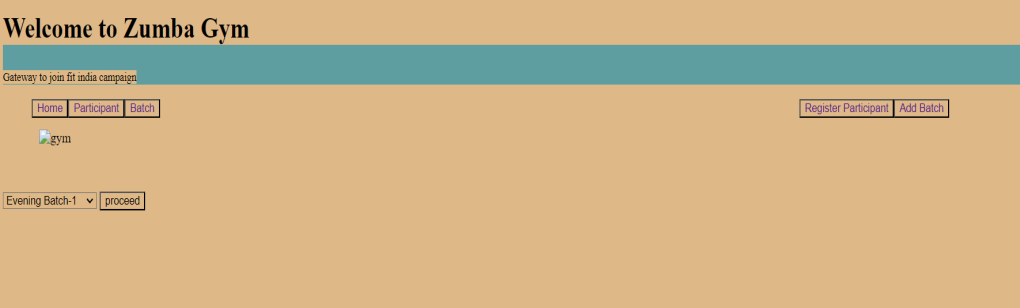 Welcome to Zumba Gym
Gateway to join fit india campaign
Home Participant Batch Register Participant Add Batch
gym
Evening Batch-1 proceed